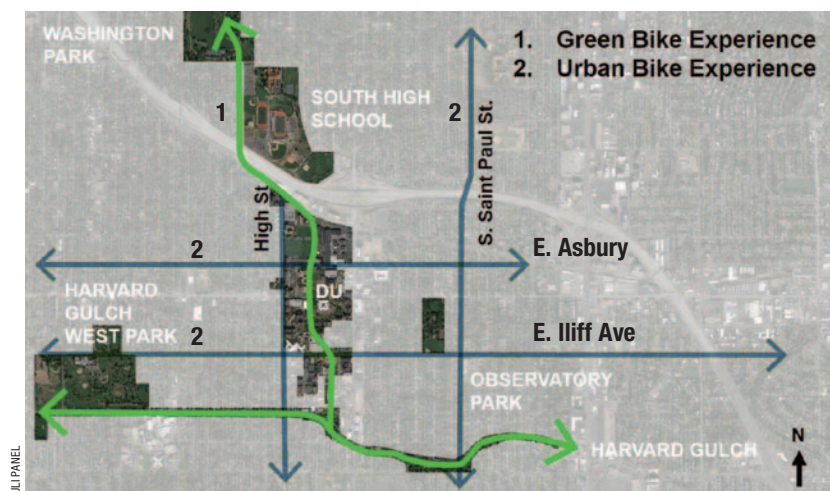 WASHINGTON
PARK
1. Green Bike Experience
2. Urban Bike Experience
SOUTH HIGH
SCHOOL
1
2
S. Saint Paul St.
High St
2
E. Asbury
HARVARD
GULCH
WEST PARK
DU
2
E. Iliff Ave
OBSERVATORY
PARK
HARVARD GULCH
N
ULI PANEL